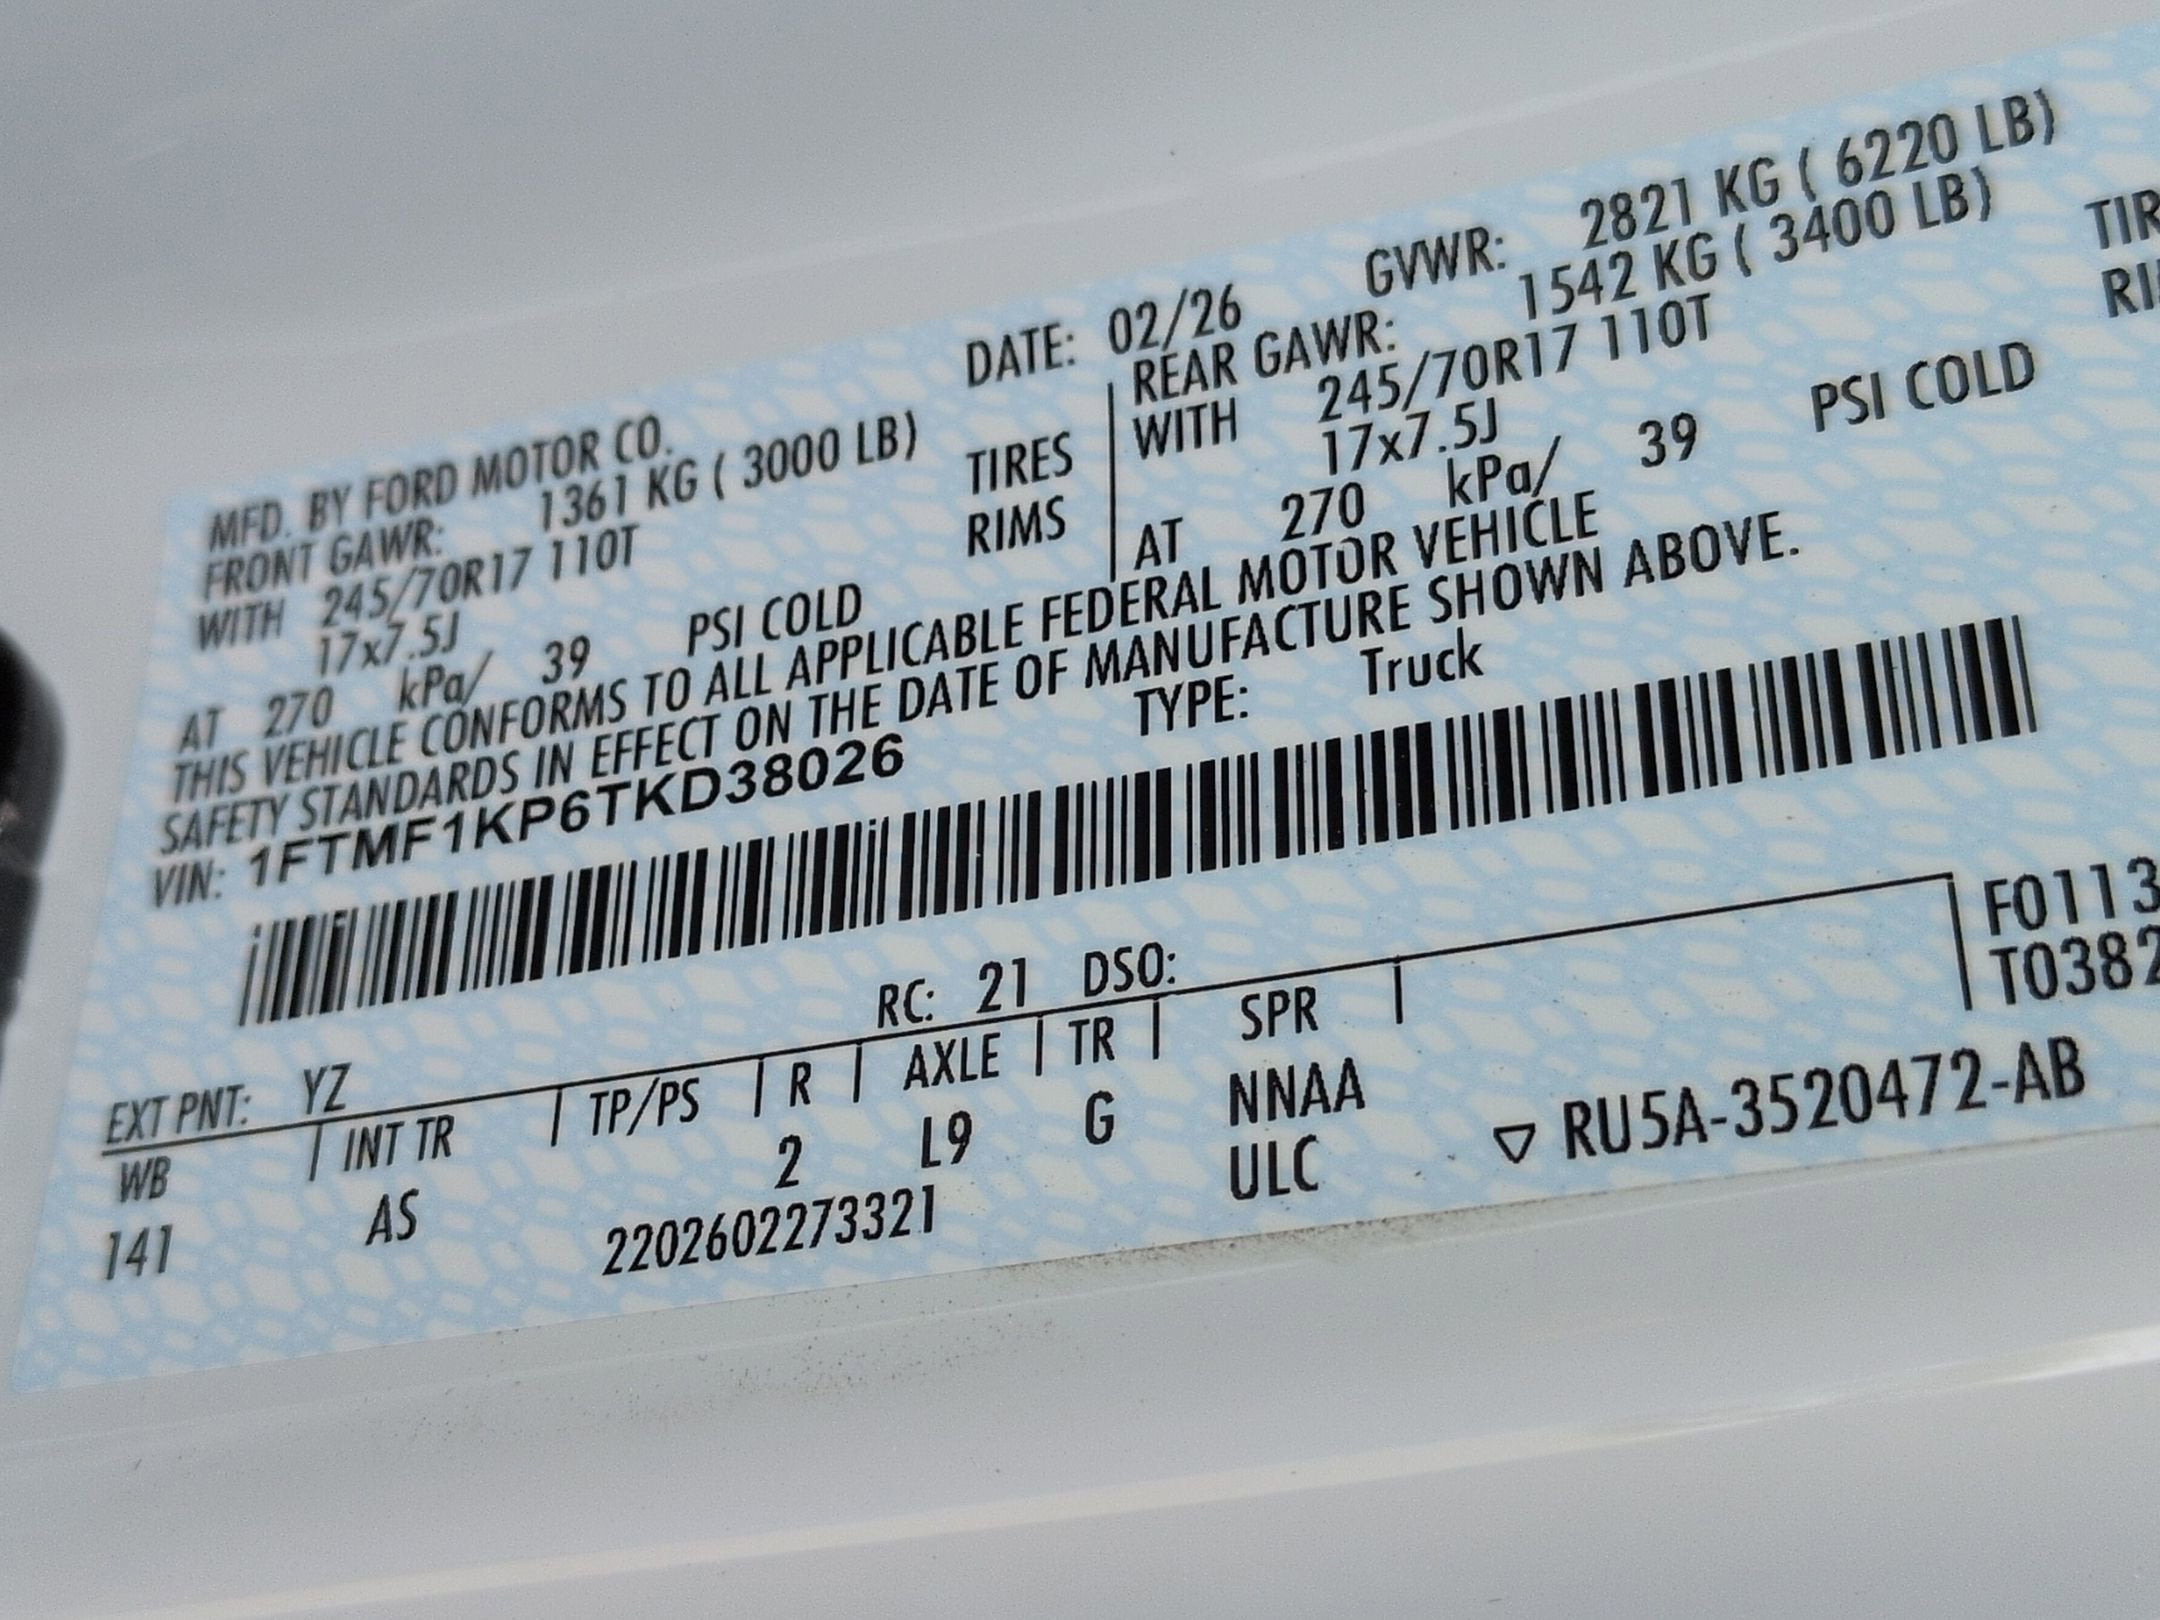 MFD. BY FORD MOTOR CO.
DATE: 02/26 GVWR: 2821 KG ( 6220 LB)
FRONT GAWR: 1361 KG ( 3000 LB) REAR GAWR: 1542 KG ( 3400 LB)
WITH 245/70R17 110T TIRES WITH 245/70R17 110T TIR
17x7.5J RIMS 17x7.5J RI
AT 270 kPa/ 39 PSI COLD AT 270 kPa/ 39 PSI COLD
THIS VEHICLE CONFORMS TO ALL APPLICABLE FEDERAL MOTOR VEHICLE
SAFETY STANDARDS IN EFFECT ON THE DATE OF MANUFACTURE SHOWN ABOVE.
VIN: 1FTMF1KP6TKD38026 TYPE: Truck
F0113
T0382
EXT PNT: YZ RC: 21 DSO:
WB INT TR TP/PS R AXLE TR SPR
141 AS 2 L9 G NNAA
2202602273321 ULC ▽ RU5A-3520472-AB